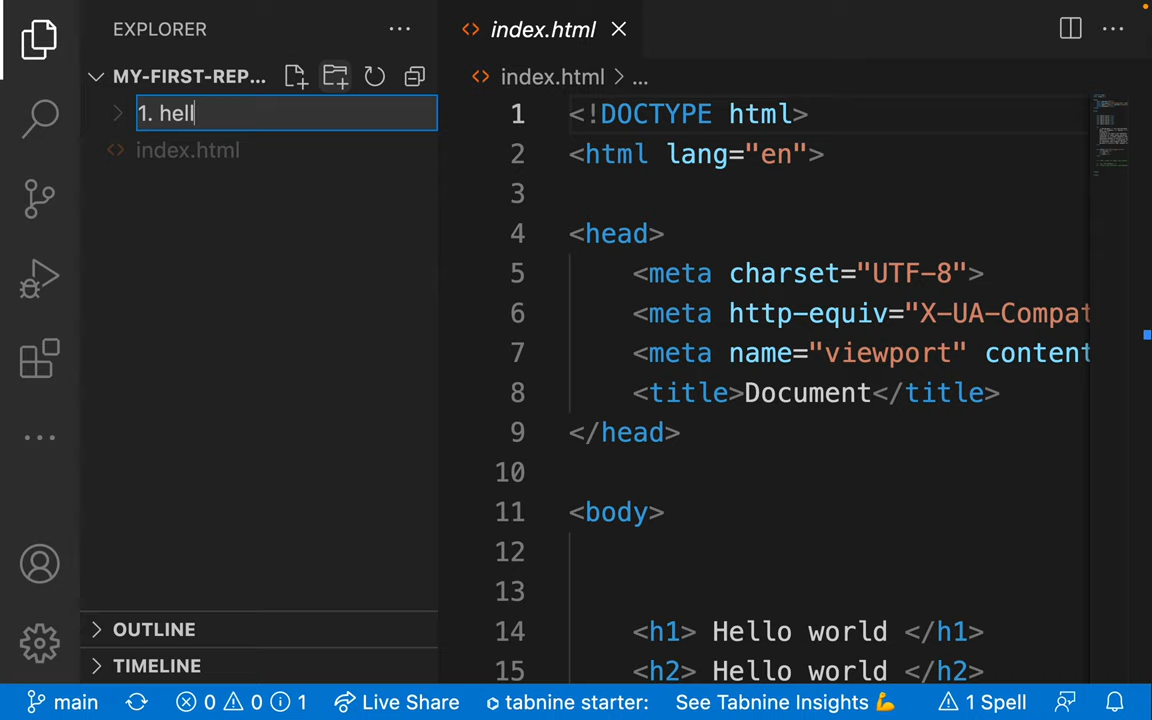 EXPLORER
MY-FIRST-REP...
1. hell
index.html
OUTLINE
TIMELINE
index.html
index.html > ...
1 <!DOCTYPE html>
2 <html lang="en">
3
4 <head>
5 <meta charset="UTF-8">
6 <meta http-equiv="X-UA-Compat
7 <meta name="viewport" content
8 <title>Document</title>
9 </head>
10
11 <body>
12
13
14 <h1> Hello world </h1>
15 <h2> Hello world </h2>
main 0 0 1 Live Share tabnine starter: See Tabnine Insights 💪 1 Spell